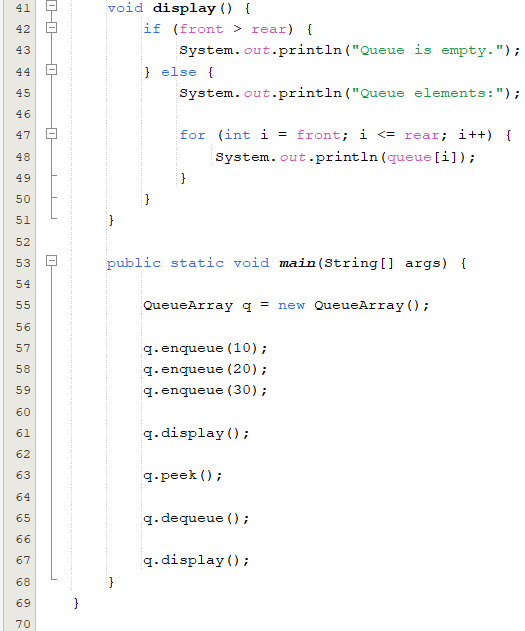 41 void display() {
42 if (front > rear) {
43 System.out.println("Queue is empty.");
44 } else {
45 System.out.println("Queue elements:");
46
47 for (int i = front; i <= rear; i++) {
48 System.out.println(queue[i]);
49 }
50 }
51 }
52
53 public static void main(String[] args) {
54
55 QueueArray q = new QueueArray();
56
57 q.enqueue(10);
58 q.enqueue(20);
59 q.enqueue(30);
60
61 q.display();
62
63 q.peek();
64
65 q.dequeue();
66
67 q.display();
68 }
69 }
70